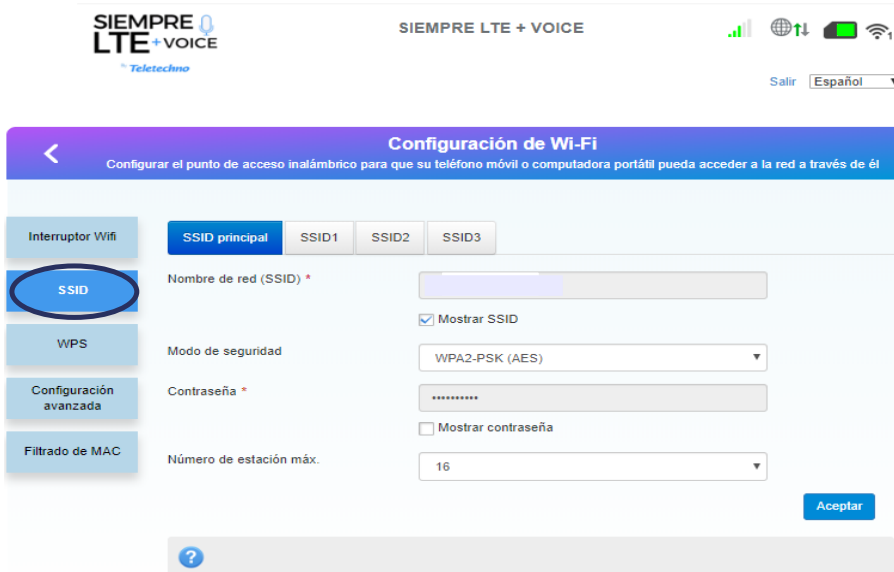 SIEMPRE
LTE+VOICE
by Teletechno
SIEMPRE LTE + VOICE
1
Salir Español
Configuración de Wi-Fi
Configurar el punto de acceso inalámbrico para que su teléfono móvil o computadora portátil pueda acceder a la red a través de él
Interruptor Wifi
SSID
WPS
Configuración
avanzada
Filtrado de MAC
SSID principal SSID1 SSID2 SSID3
Nombre de red (SSID) *
Mostrar SSID
Modo de seguridad WPA2-PSK (AES)
Contraseña * ••••••••••
Mostrar contraseña
Número de estación máx. 16
Aceptar
?